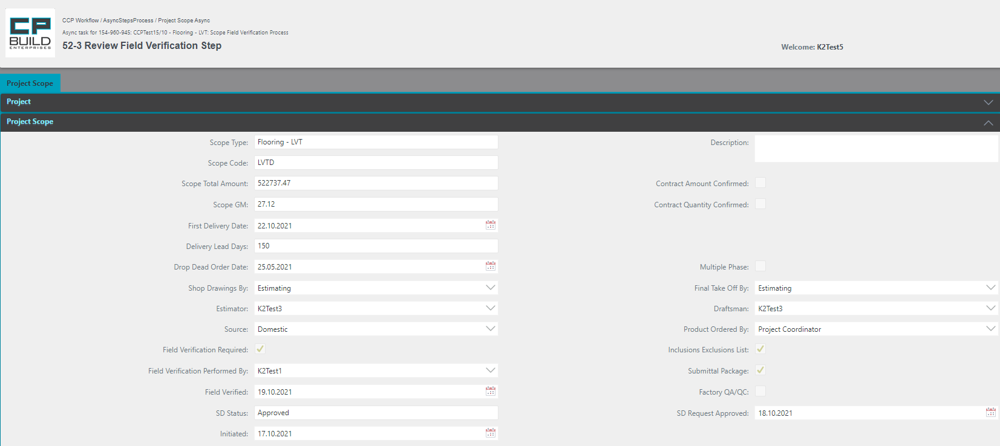 CP
BUILD
ENTERPRISES
CCP Workflow / AsyncStepsProcess / Project Scope Async
Async task for 154-960-945: CCPTest15/10 - Flooring - LVT: Scope Field Verification Process
52-3 Review Field Verification Step
Welcome: K2Test5
Project Scope
Project
Project Scope
Scope Type: Flooring - LVT
Description:
Scope Code: LVTD
Scope Total Amount: 522737.47
Contract Amount Confirmed:
Scope GM: 27.12
Contract Quantity Confirmed:
First Delivery Date: 22.10.2021
Delivery Lead Days: 150
Drop Dead Order Date: 25.05.2021
Multiple Phase:
Shop Drawings By: Estimating
Final Take Off By: Estimating
Estimator: K2Test3
Draftsman: K2Test3
Source: Domestic
Product Ordered By: Project Coordinator
Field Verification Required:
Inclusions Exclusions List:
Field Verification Performed By: K2Test1
Submittal Package:
Field Verified: 19.10.2021
Factory QA/QC:
SD Status: Approved
SD Request Approved: 18.10.2021
Initiated: 17.10.2021